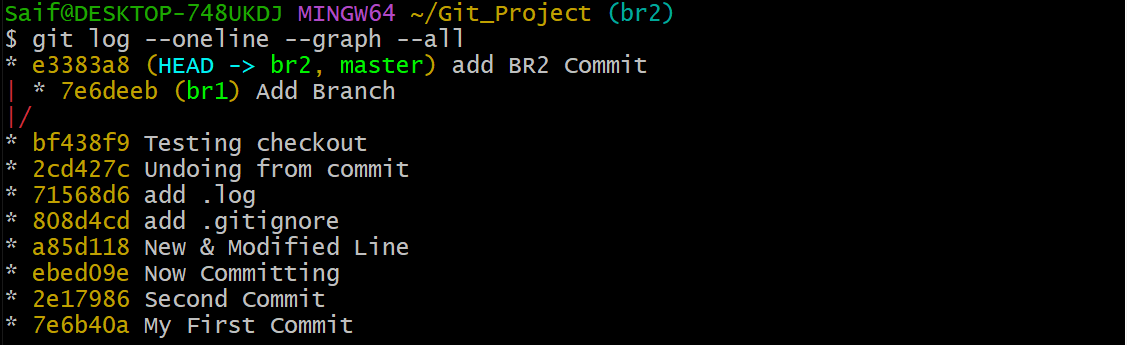 Saif@DESKTOP-748UKDJ MINGW64 ~/Git_Project (br2)
$ git log --oneline --graph --all
* e3383a8 (HEAD -> br2, master) add BR2 Commit
| * 7e6deeb (br1) Add Branch
|/
* bf438f9 Testing checkout
* 2cd427c Undoing from commit
* 71568d6 add .log
* 808d4cd add .gitignore
* a85d118 New & Modified Line
* ebed09e Now Committing
* 2e17986 Second Commit
* 7e6b40a My First Commit